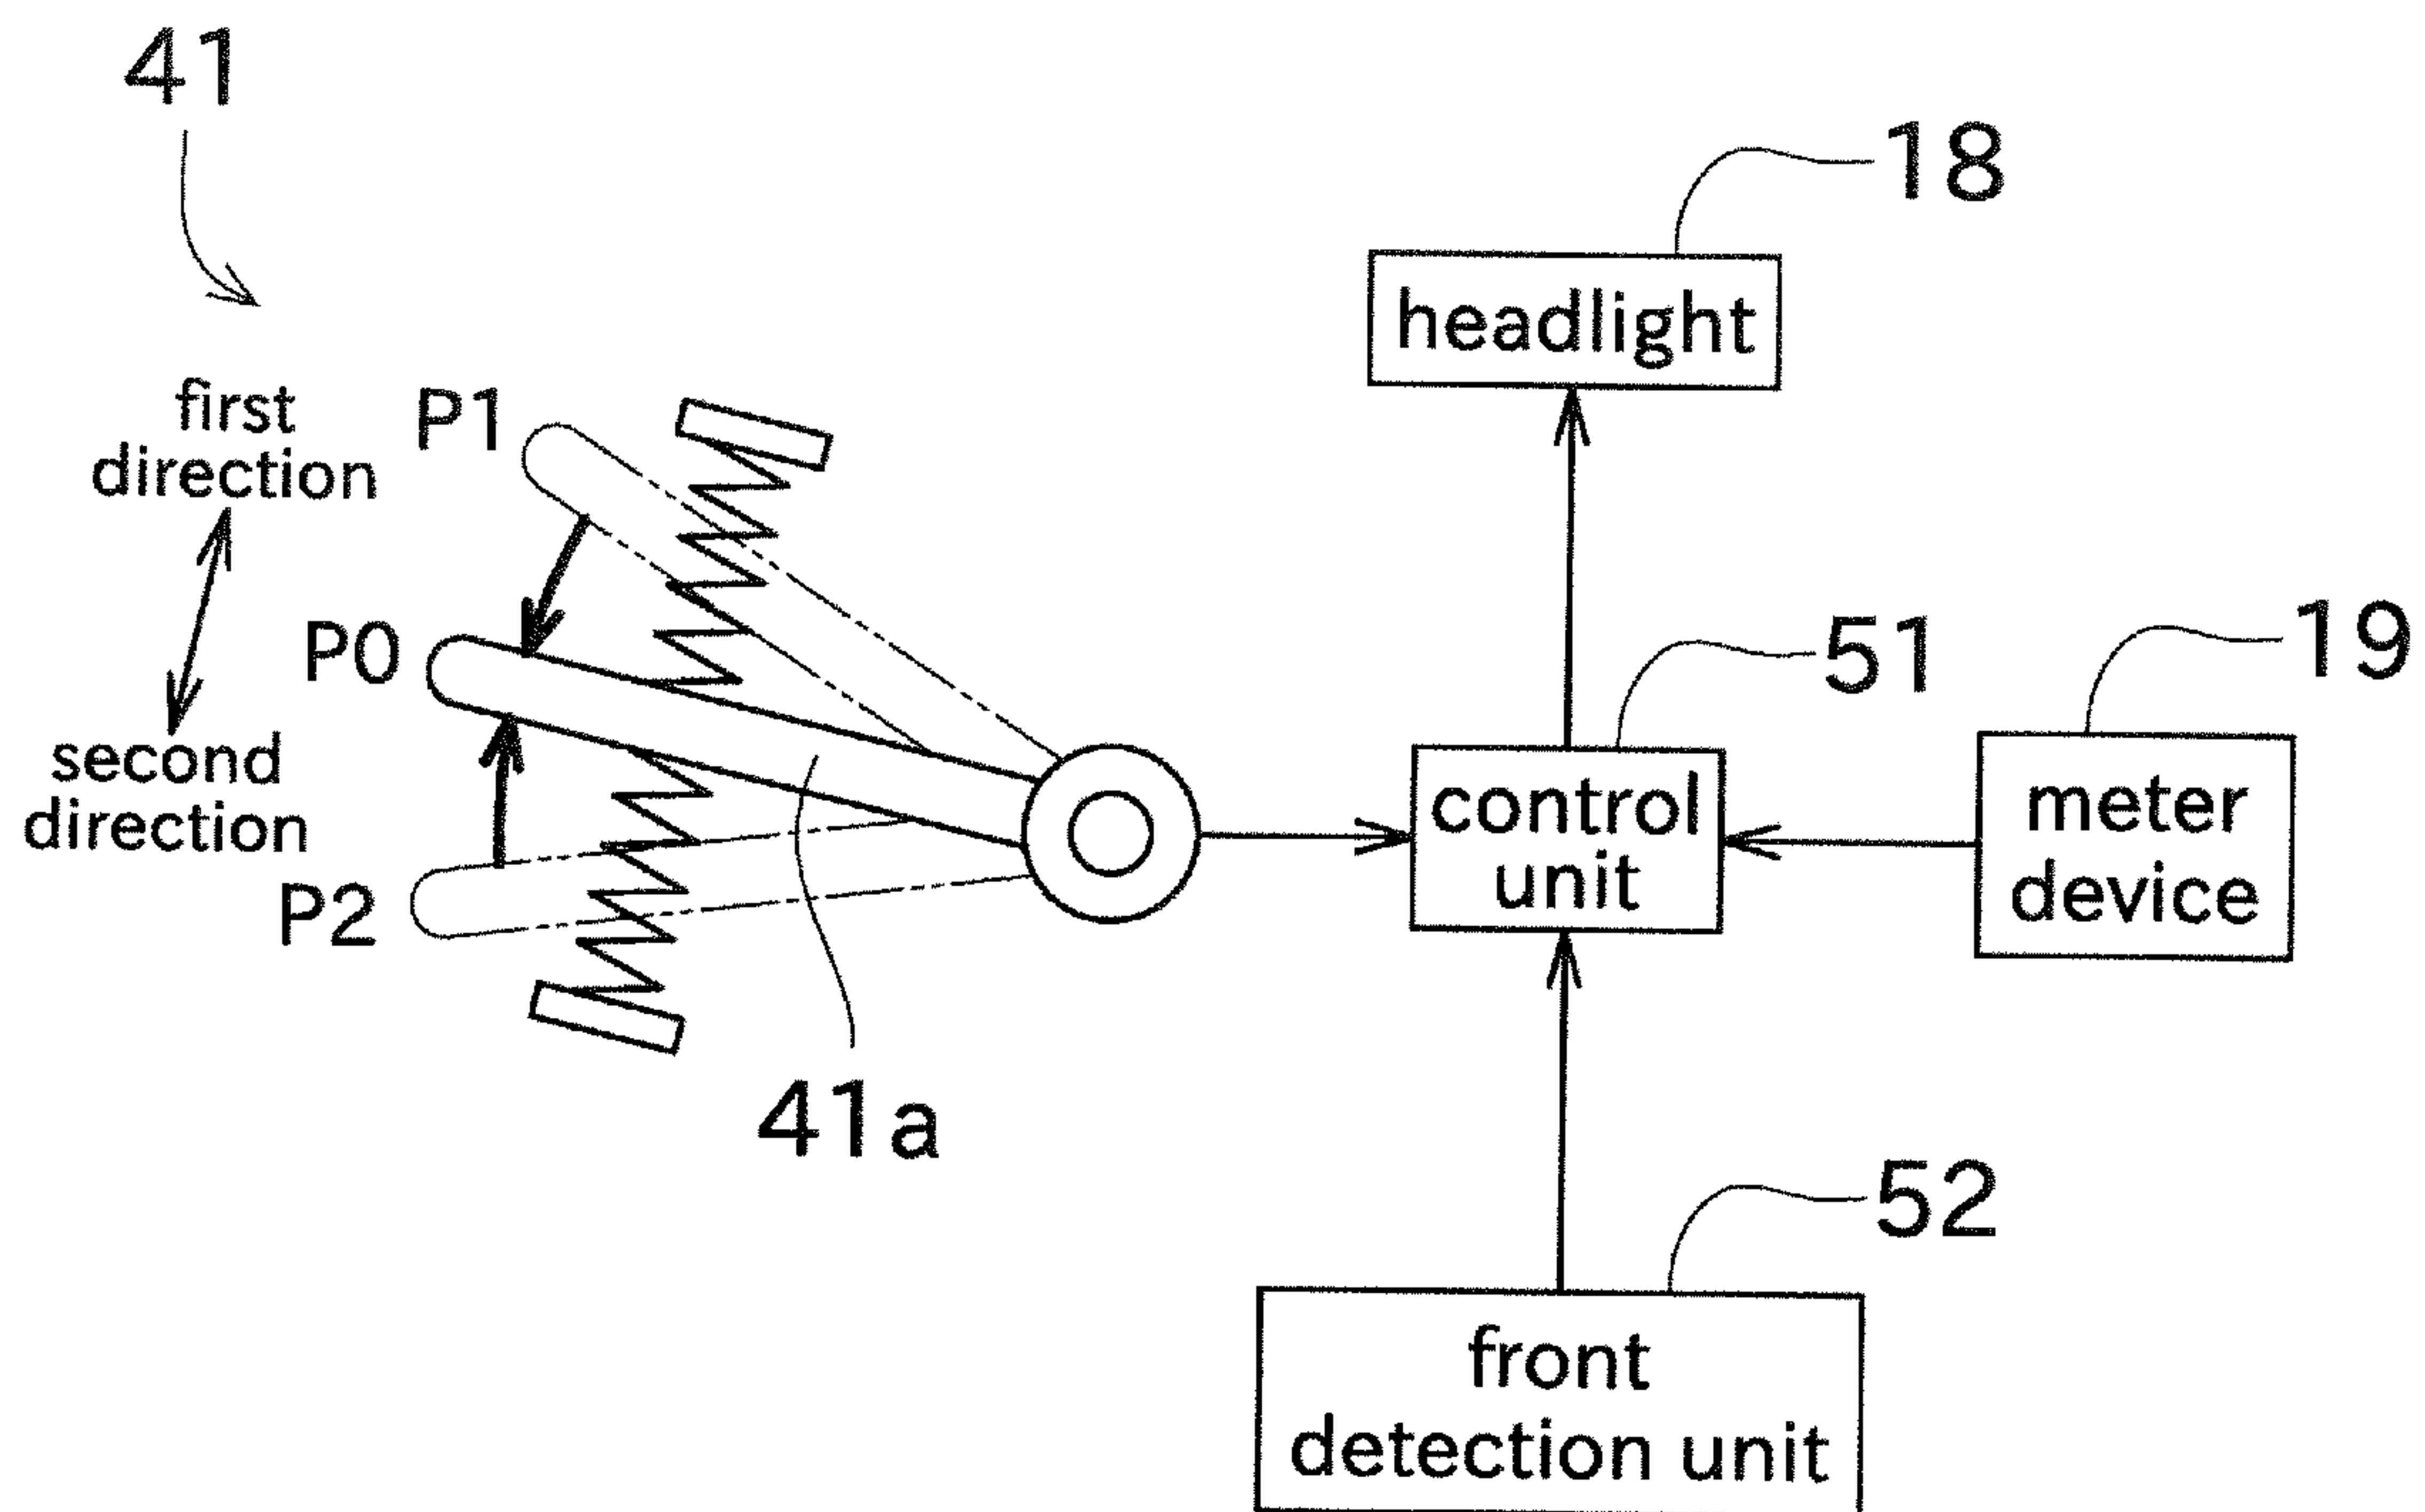 41
18
headlight
first
direction
P1
P0
51
19
second
direction
control
unit
meter
device
P2
41a
52
front
detection unit